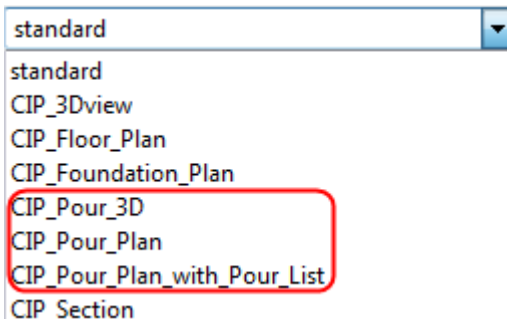 standard
standard
CIP_3Dview
CIP_Floor_Plan
CIP_Foundation_Plan
CIP_Pour_3D
CIP_Pour_Plan
CIP_Pour_Plan_with_Pour_List
CIP_Section